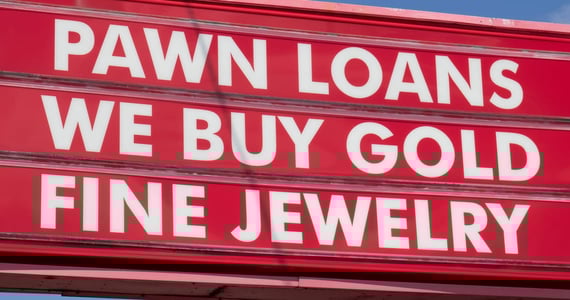 PAWN LOANS
WE BUY GOLD
FINE JEWELRY